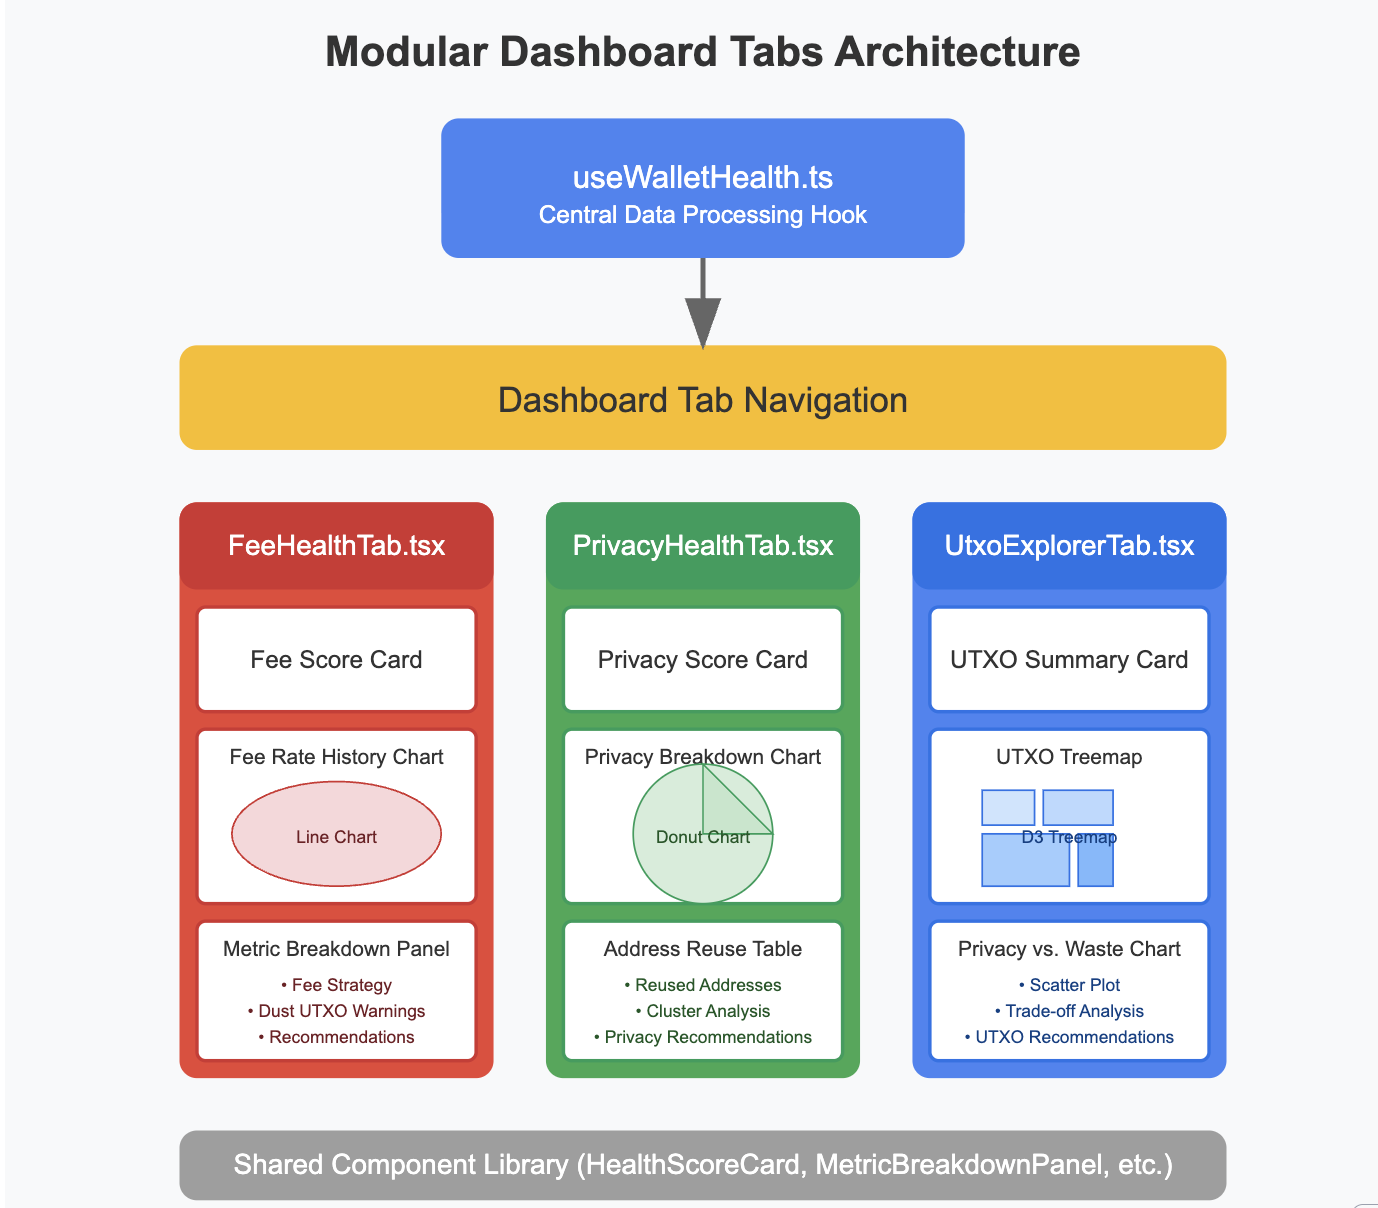 Modular Dashboard Tabs Architecture
useWalletHealth.ts
Central Data Processing Hook
Dashboard Tab Navigation
FeeHealthTab.tsx
Fee Score Card
Fee Rate History Chart
Line Chart
Metric Breakdown Panel
• Fee Strategy
• Dust UTXO Warnings
• Recommendations
PrivacyHealthTab.tsx
Privacy Score Card
Privacy Breakdown Chart
Donut Chart
Address Reuse Table
• Reused Addresses
• Cluster Analysis
• Privacy Recommendations
UtxoExplorerTab.tsx
UTXO Summary Card
UTXO Treemap
D3 Treemap
Privacy vs. Waste Chart
• Scatter Plot
• Trade-off Analysis
• UTXO Recommendations
Shared Component Library (HealthScoreCard, MetricBreakdownPanel, etc.)